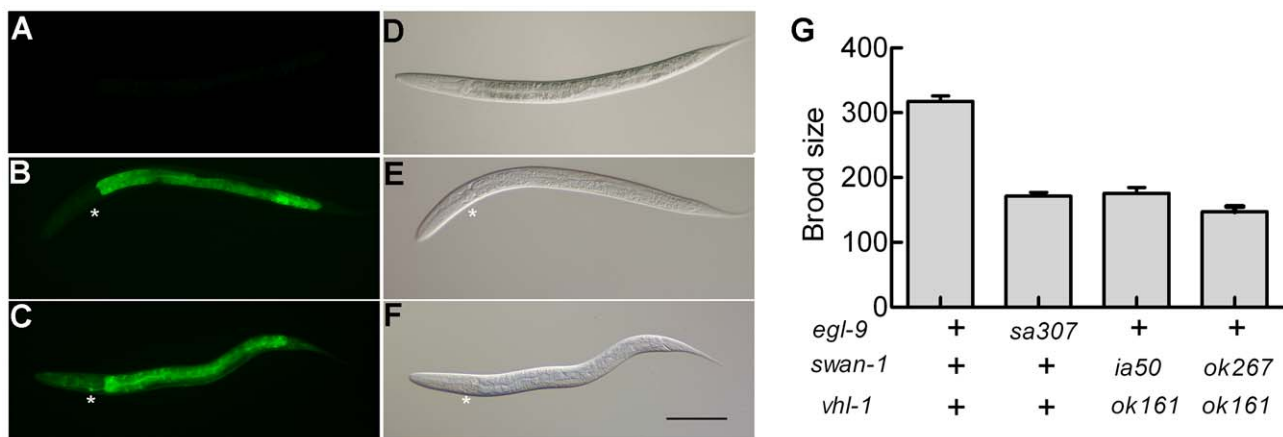 A
D
B
*
E
*
C
*
F
*
G
Brood size
400
300
200
100
0
egl-9 + sa307 + +
swan-1 + + ia50 ok267
vhl-1 + + ok161 ok161